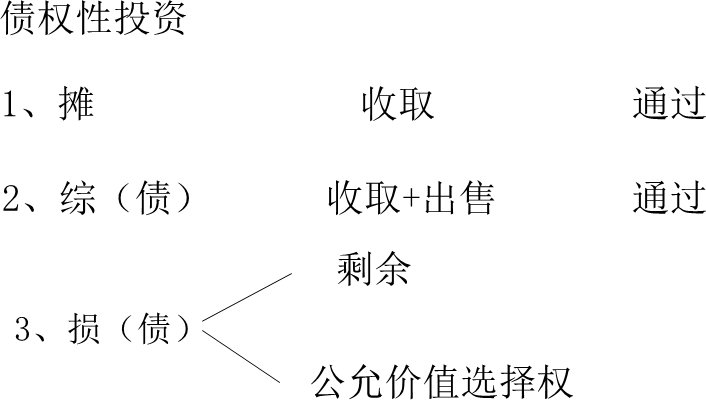 债权性投资
1、摊 收取 通过
2、综（债） 收取+出售 通过
剩余
3、损（债）
公允价值选择权